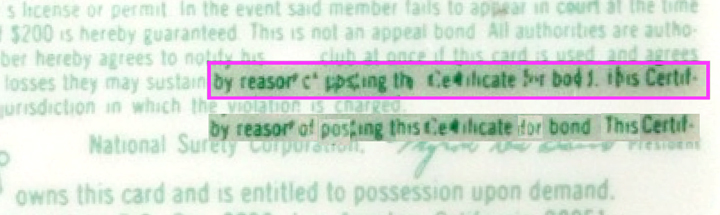 s license or permit. In the event said member fails to appear in court at the time
$200 is hereby guaranteed. This is not an appeal bond. All authorities are autho-
ber hereby agrees to notify his club at once if this card is used and agrees
losses they may sustain by reason of posting th Certificate for bod . this Certif-
jurisdiction in which the violation is charged.
by reason of posting this Certificate for bond This Certif-
National Surety Corporation. President
owns this card and is entitled to possession upon demand.